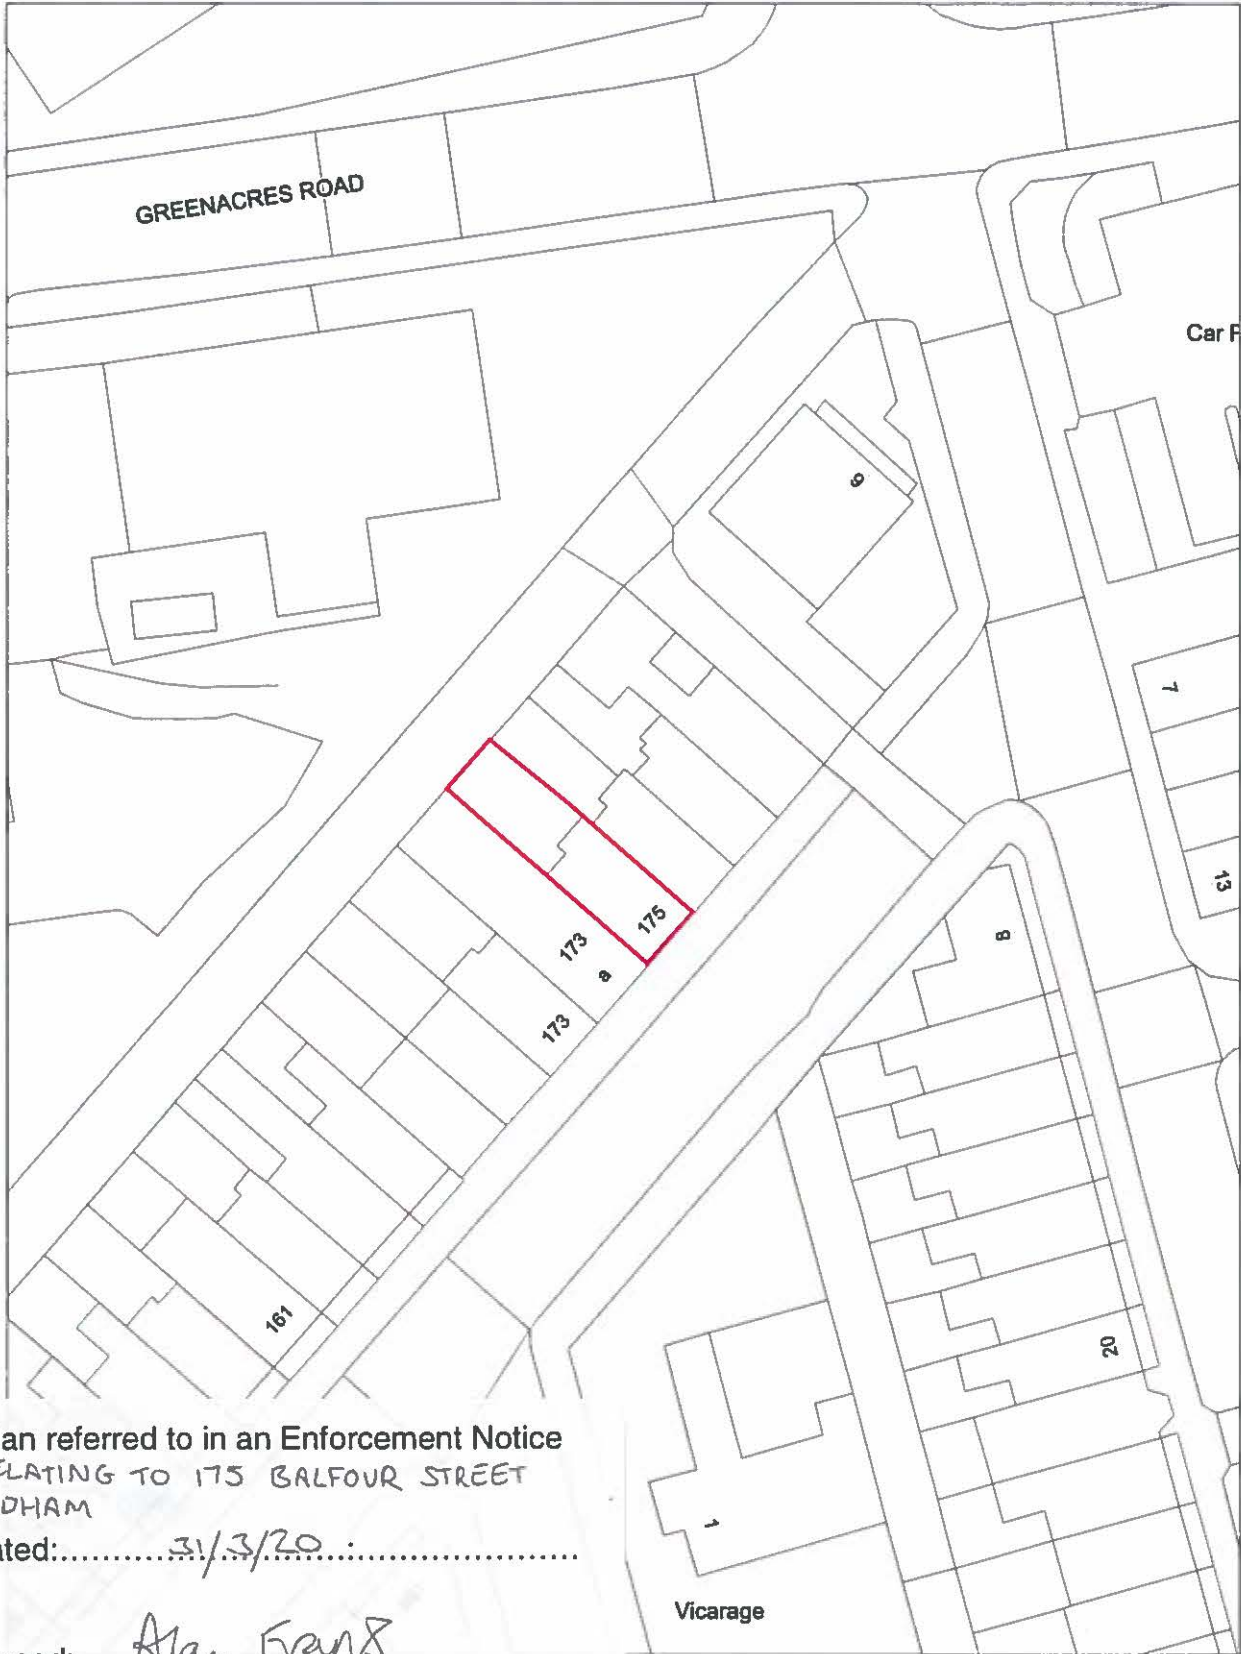 GREENACRES ROAD
Car P
9
7
13
175
173
a
173
8
161
20
1
Vicarage
an referred to in an Enforcement Notice
ELATING TO 175 BALFOUR STREET
DHAM
ated:.........31/3/20.:.........................